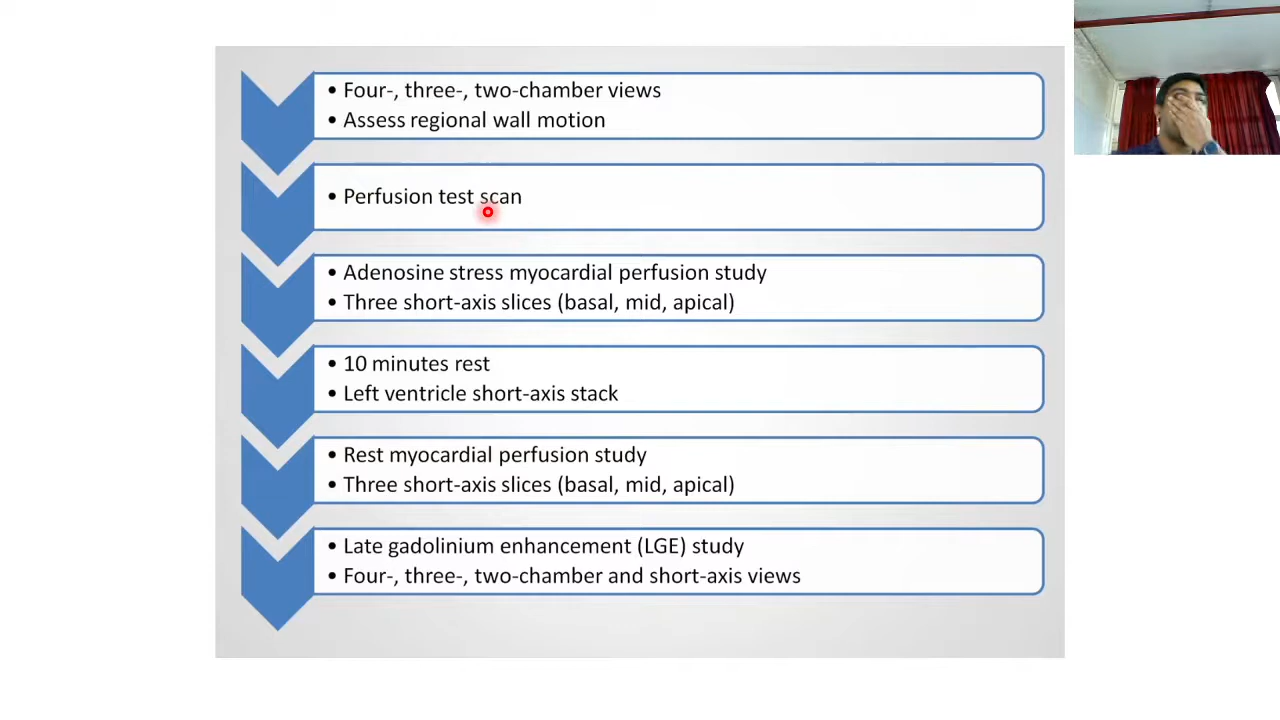 • Four-, three-, two-chamber views
• Assess regional wall motion
• Perfusion test scan
• Adenosine stress myocardial perfusion study
• Three short-axis slices (basal, mid, apical)
• 10 minutes rest
• Left ventricle short-axis stack
• Rest myocardial perfusion study
• Three short-axis slices (basal, mid, apical)
• Late gadolinium enhancement (LGE) study
• Four-, three-, two-chamber and short-axis views